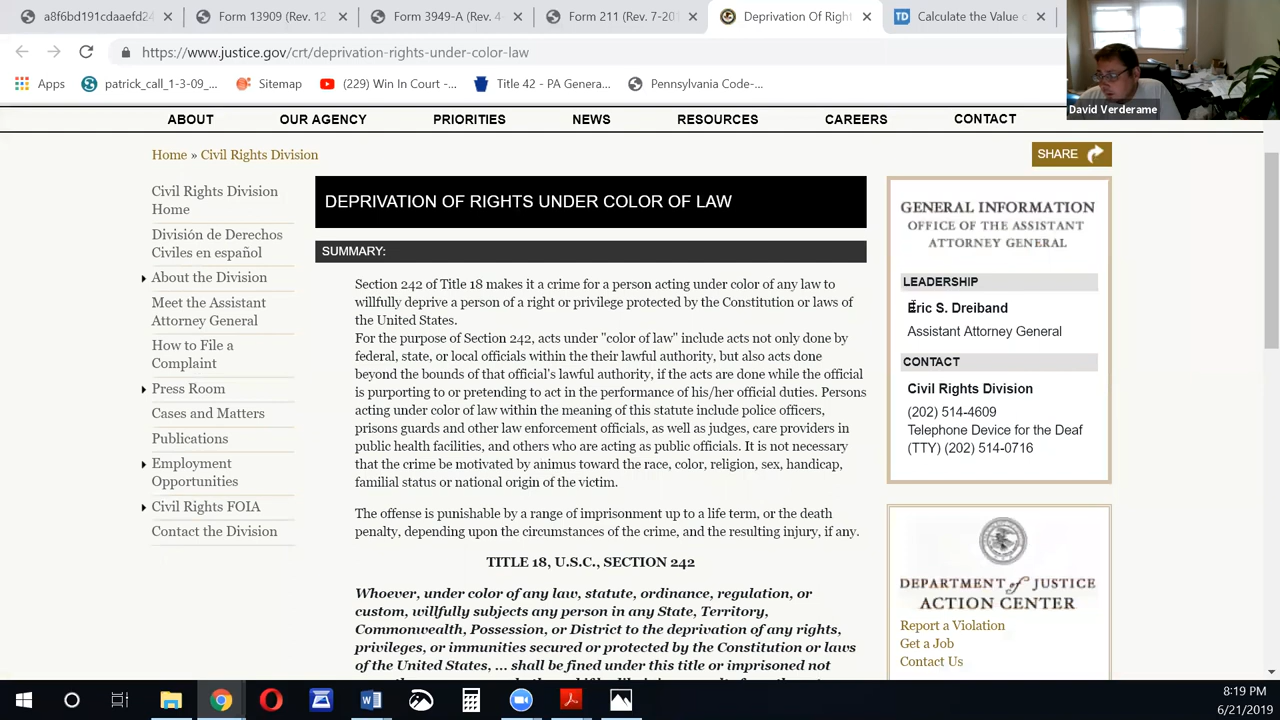 a8f6bd191cdaaefd24
Form 13909 (Rev. 12
Form 3949-A (Rev. 4
Form 211 (Rev. 7-201
Deprivation Of Righ
Calculate the Value o
https://www.justice.gov/crt/deprivation-rights-under-color-law
Apps
patrick_call_1-3-09_...
Sitemap
(229) Win In Court -...
Title 42 - PA Genera...
Pennsylvania Code-...
David Verderame
ABOUT
OUR AGENCY
PRIORITIES
NEWS
RESOURCES
CAREERS
CONTACT
Home » Civil Rights Division
SHARE
Civil Rights Division
Home
División de Derechos
Civiles en español
About the Division
Meet the Assistant
Attorney General
How to File a
Complaint
Press Room
Cases and Matters
Publications
Employment
Opportunities
Civil Rights FOIA
Contact the Division
DEPRIVATION OF RIGHTS UNDER COLOR OF LAW
SUMMARY:
Section 242 of Title 18 makes it a crime for a person acting under color of any law to
willfully deprive a person of a right or privilege protected by the Constitution or laws of
the United States.
For the purpose of Section 242, acts under "color of law" include acts not only done by
federal, state, or local officials within the their lawful authority, but also acts done
beyond the bounds of that official's lawful authority, if the acts are done while the official
is purporting to or pretending to act in the performance of his/her official duties. Persons
acting under color of law within the meaning of this statute include police officers,
prisons guards and other law enforcement officials, as well as judges, care providers in
public health facilities, and others who are acting as public officials. It is not necessary
that the crime be motivated by animus toward the race, color, religion, sex, handicap,
familial status or national origin of the victim.
The offense is punishable by a range of imprisonment up to a life term, or the death
penalty, depending upon the circumstances of the crime, and the resulting injury, if any.
TITLE 18, U.S.C., SECTION 242
Whoever, under color of any law, statute, ordinance, regulation, or
custom, willfully subjects any person in any State, Territory,
Commonwealth, Possession, or District to the deprivation of any rights,
privileges, or immunities secured or protected by the Constitution or laws
of the United States, ... shall be fined under this title or imprisoned not
GENERAL INFORMATION
OFFICE OF THE ASSISTANT
ATTORNEY GENERAL
LEADERSHIP
Eric S. Dreiband
Assistant Attorney General
CONTACT
Civil Rights Division
(202) 514-4609
Telephone Device for the Deaf
(TTY) (202) 514-0716
DEPARTMENT of JUSTICE
ACTION CENTER
Report a Violation
Get a Job
Contact Us
8:19 PM
6/21/2019